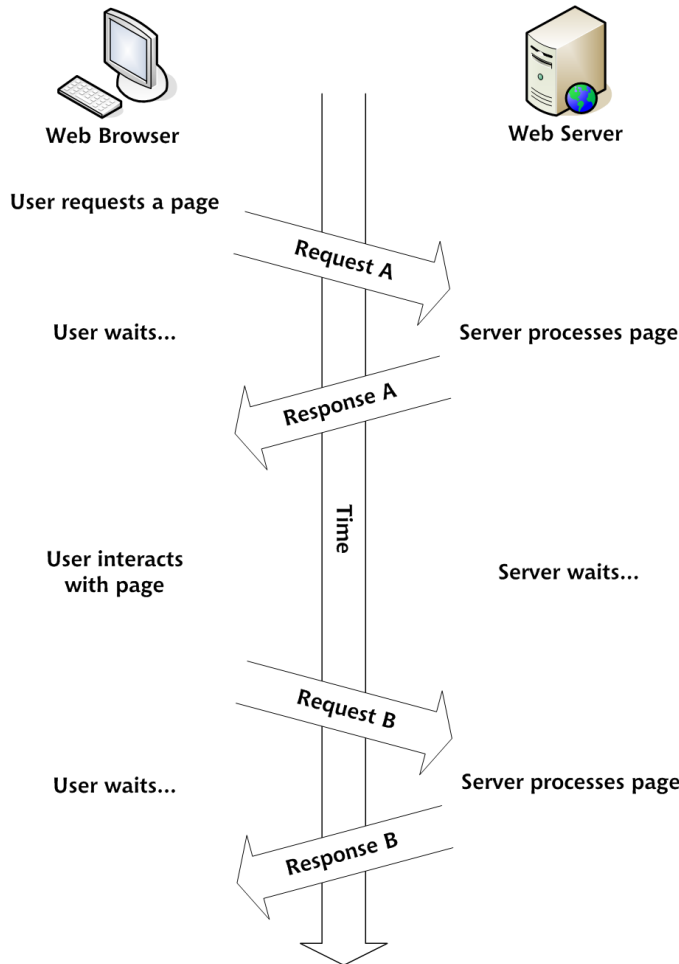 Web Browser
Web Server
User requests a page
Request A
User waits...
Server processes page
Response A
Time
User interacts
with page
Server waits...
Request B
User waits...
Server processes page
Response B